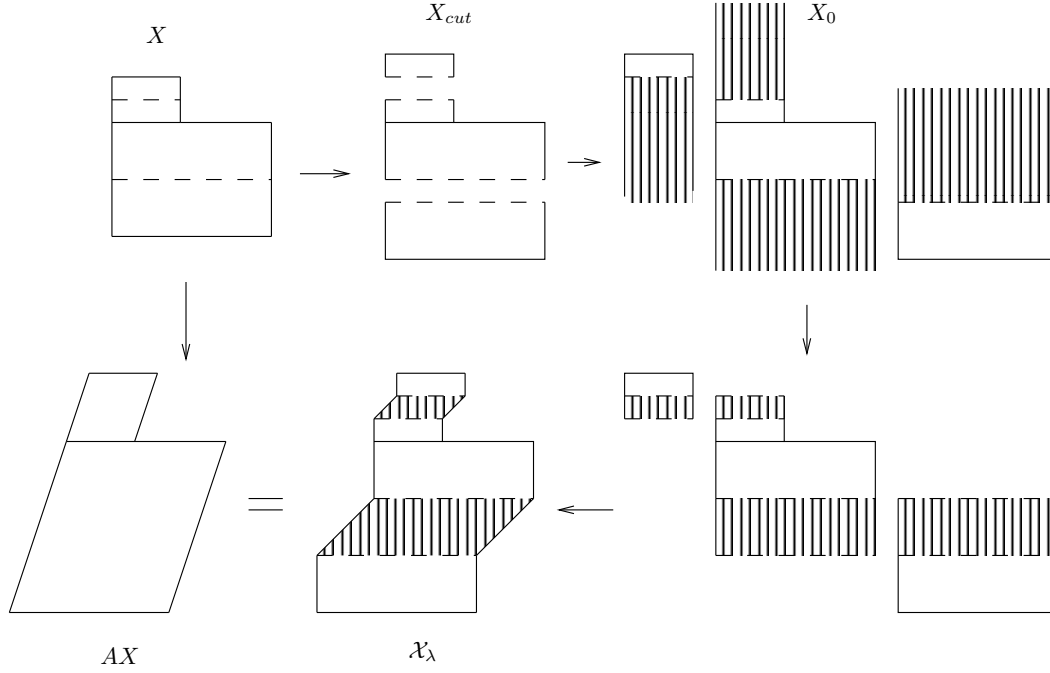 X
X_{cut}
X_0
AX
=
\mathcal{X}_\lambda